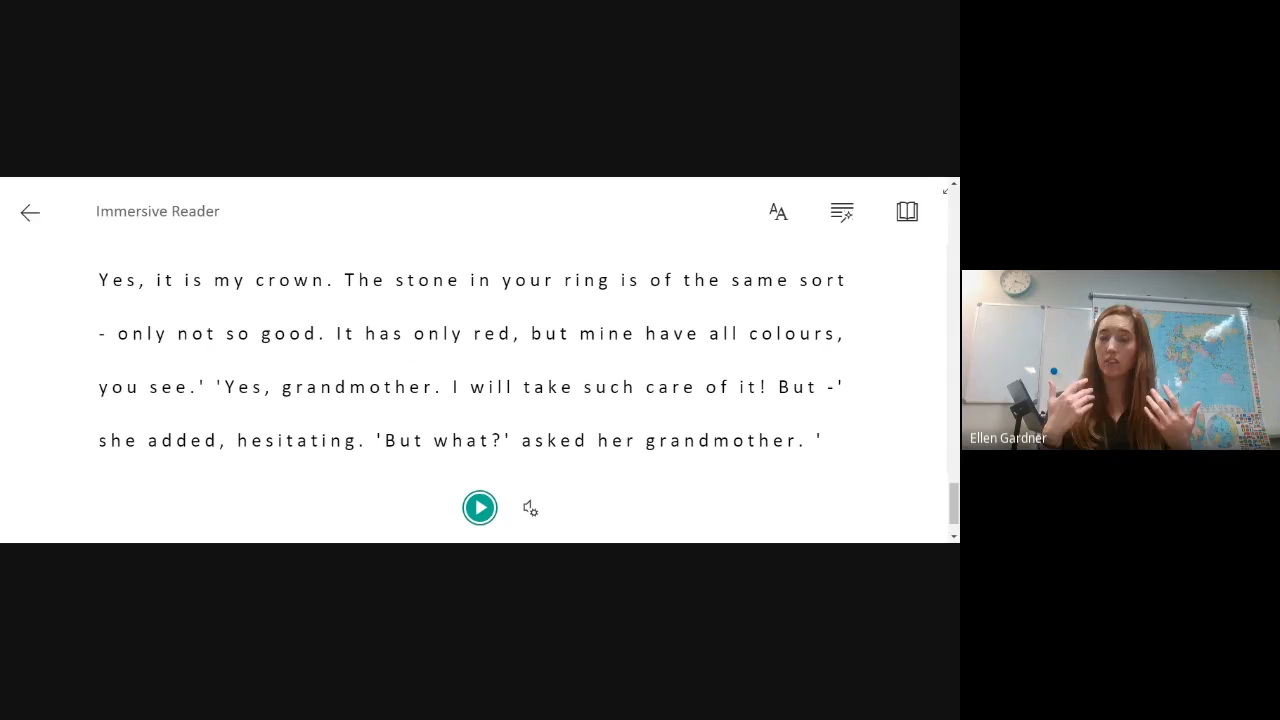 Immersive Reader
Yes, it is my crown. The stone in your ring is of the same sort
- only not so good. It has only red, but mine have all colours,
you see.' 'Yes, grandmother. I will take such care of it! But -'
she added, hesitating. 'But what?' asked her grandmother. '
Ellen Gardner